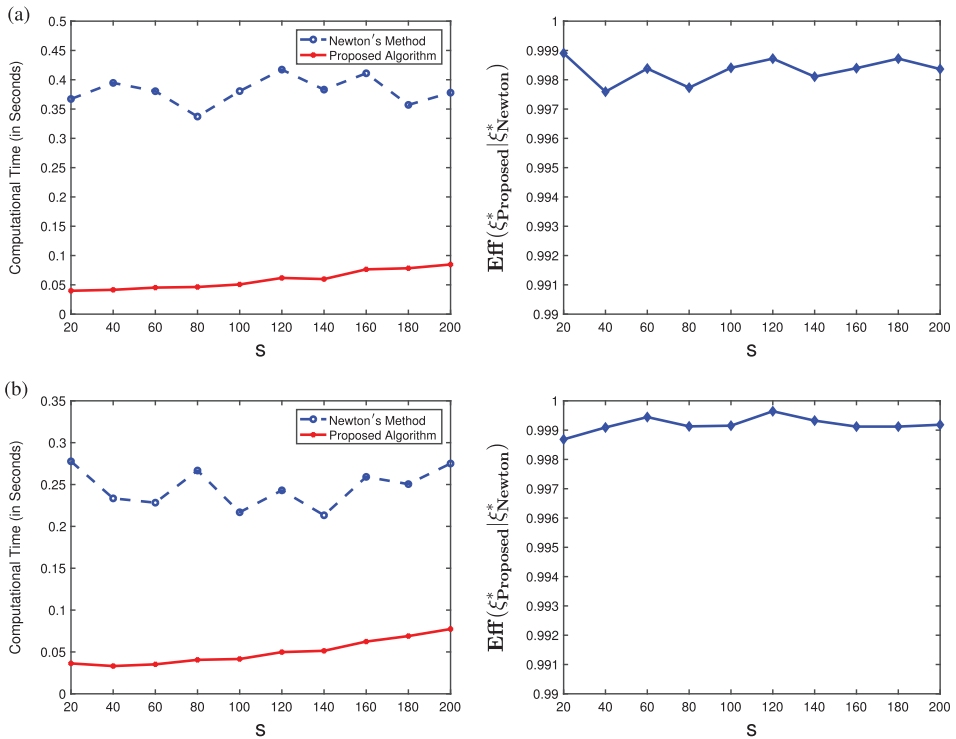 (a)
Computational Time (in Seconds)
0.5
0.45
0.4
0.35
0.3
0.25
0.2
0.15
0.1
0.05
0
Newton's Method
Proposed Algorithm
20 40 60 80 100 120 140 160 180 200
S
Eff(ξ*Proposed|ξ*Newton)
1
0.999
0.998
0.997
0.996
0.995
0.994
0.993
0.992
0.991
0.99
20 40 60 80 100 120 140 160 180 200
S
(b)
Computational Time (in Seconds)
0.35
0.3
0.25
0.2
0.15
0.1
0.05
0
Newton's Method
Proposed Algorithm
20 40 60 80 100 120 140 160 180 200
S
Eff(ξ*Proposed|ξ*Newton)
1
0.999
0.998
0.997
0.996
0.995
0.994
0.993
0.992
0.991
0.99
20 40 60 80 100 120 140 160 180 200
S